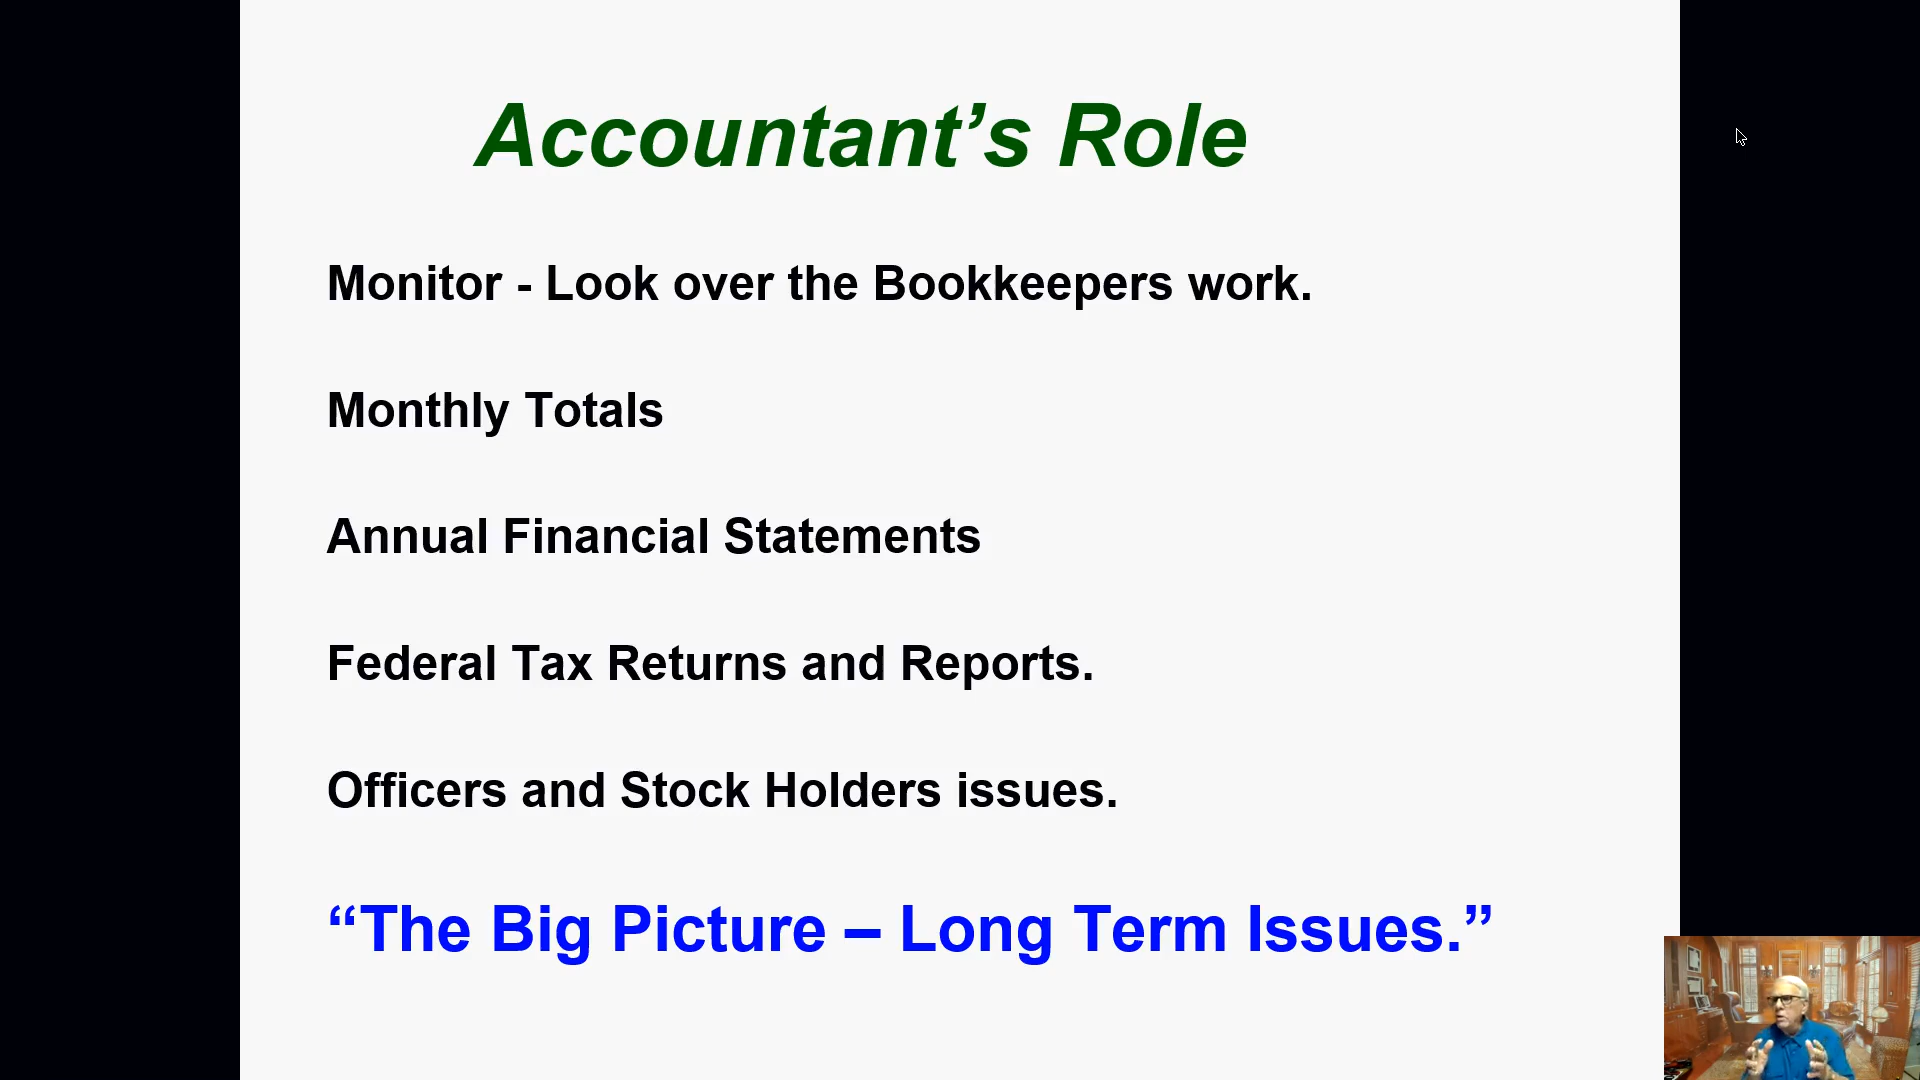 Accountant’s Role
Monitor - Look over the Bookkeepers work.
Monthly Totals
Annual Financial Statements
Federal Tax Returns and Reports.
Officers and Stock Holders issues.
“The Big Picture – Long Term Issues.”